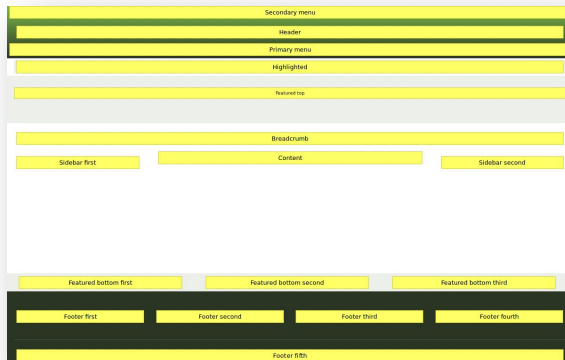 Secondary menu
Header
Primary menu
Highlighted
Featured top
Breadcrumb
Sidebar first
Content
Sidebar second
Featured bottom first
Featured bottom second
Featured bottom third
Footer first
Footer second
Footer third
Footer fourth
Footer fifth